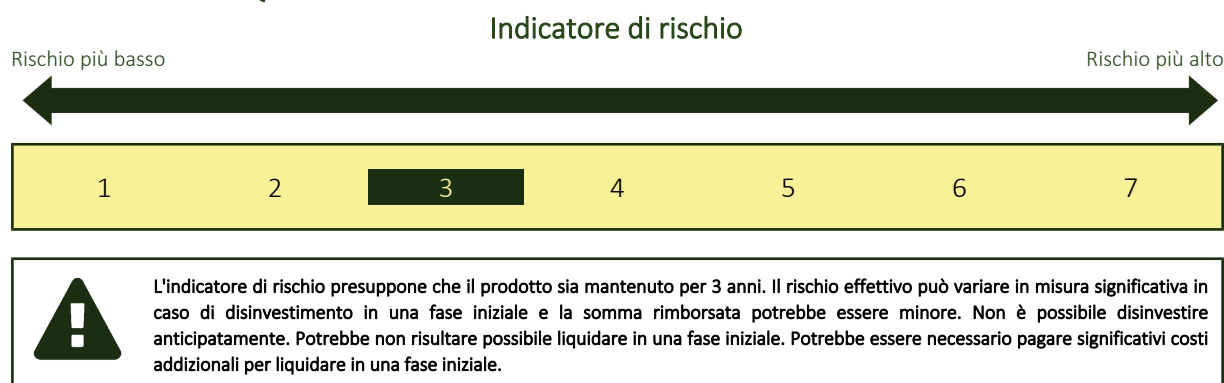 Indicatore di rischio
Rischio più basso
Rischio più alto
1 2 3 4 5 6 7
L'indicatore di rischio presuppone che il prodotto sia mantenuto per 3 anni. Il rischio effettivo può variare in misura significativa in
caso di disinvestimento in una fase iniziale e la somma rimborsata potrebbe essere minore. Non è possibile disinvestire
anticipatamente. Potrebbe non risultare possibile liquidare in una fase iniziale. Potrebbe essere necessario pagare significativi costi
addizionali per liquidare in una fase iniziale.